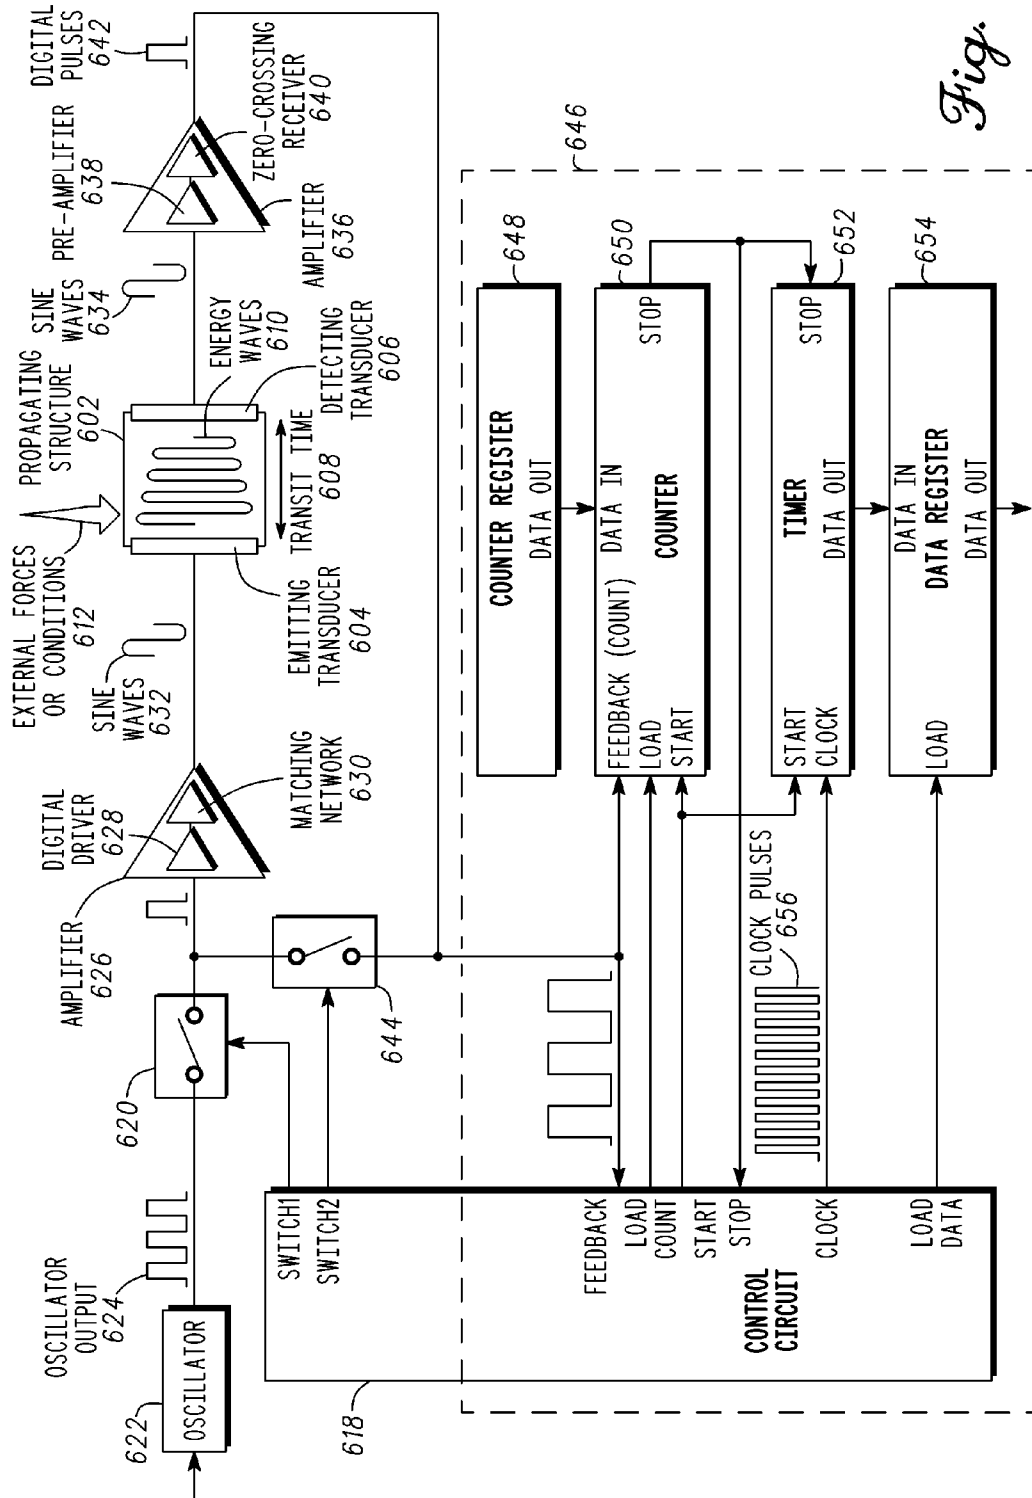 OSCILLATOR
OUTPUT
624
622
OSCILLATOR
620
AMPLIFIER
626
DIGITAL
DRIVER
628
MATCHING
NETWORK
630
EXTERNAL FORCES
OR CONDITIONS
612
SINE
WAVES
632
EMITTING
TRANSDUCER
604
PROPAGATING
STRUCTURE
602
TRANSIT TIME
608
ENERGY
WAVES
610
DETECTING
TRANSDUCER
606
SINE
WAVES
634
PRE-AMPLIFIER
638
AMPLIFIER
636
ZERO-CROSSING
RECEIVER
640
DIGITAL
PULSES
642
644
618
SWITCH1
SWITCH2
FEEDBACK
LOAD
COUNT
START
STOP
CLOCK
LOAD
DATA
CONTROL
CIRCUIT
CLOCK PULSES
656
646
648
COUNTER REGISTER
DATA OUT
650
FEEDBACK (COUNT)
LOAD
START
DATA IN
COUNTER
STOP
652
START
CLOCK
TIMER
DATA OUT
STOP
654
LOAD
DATA IN
DATA REGISTER
DATA OUT
Fig.